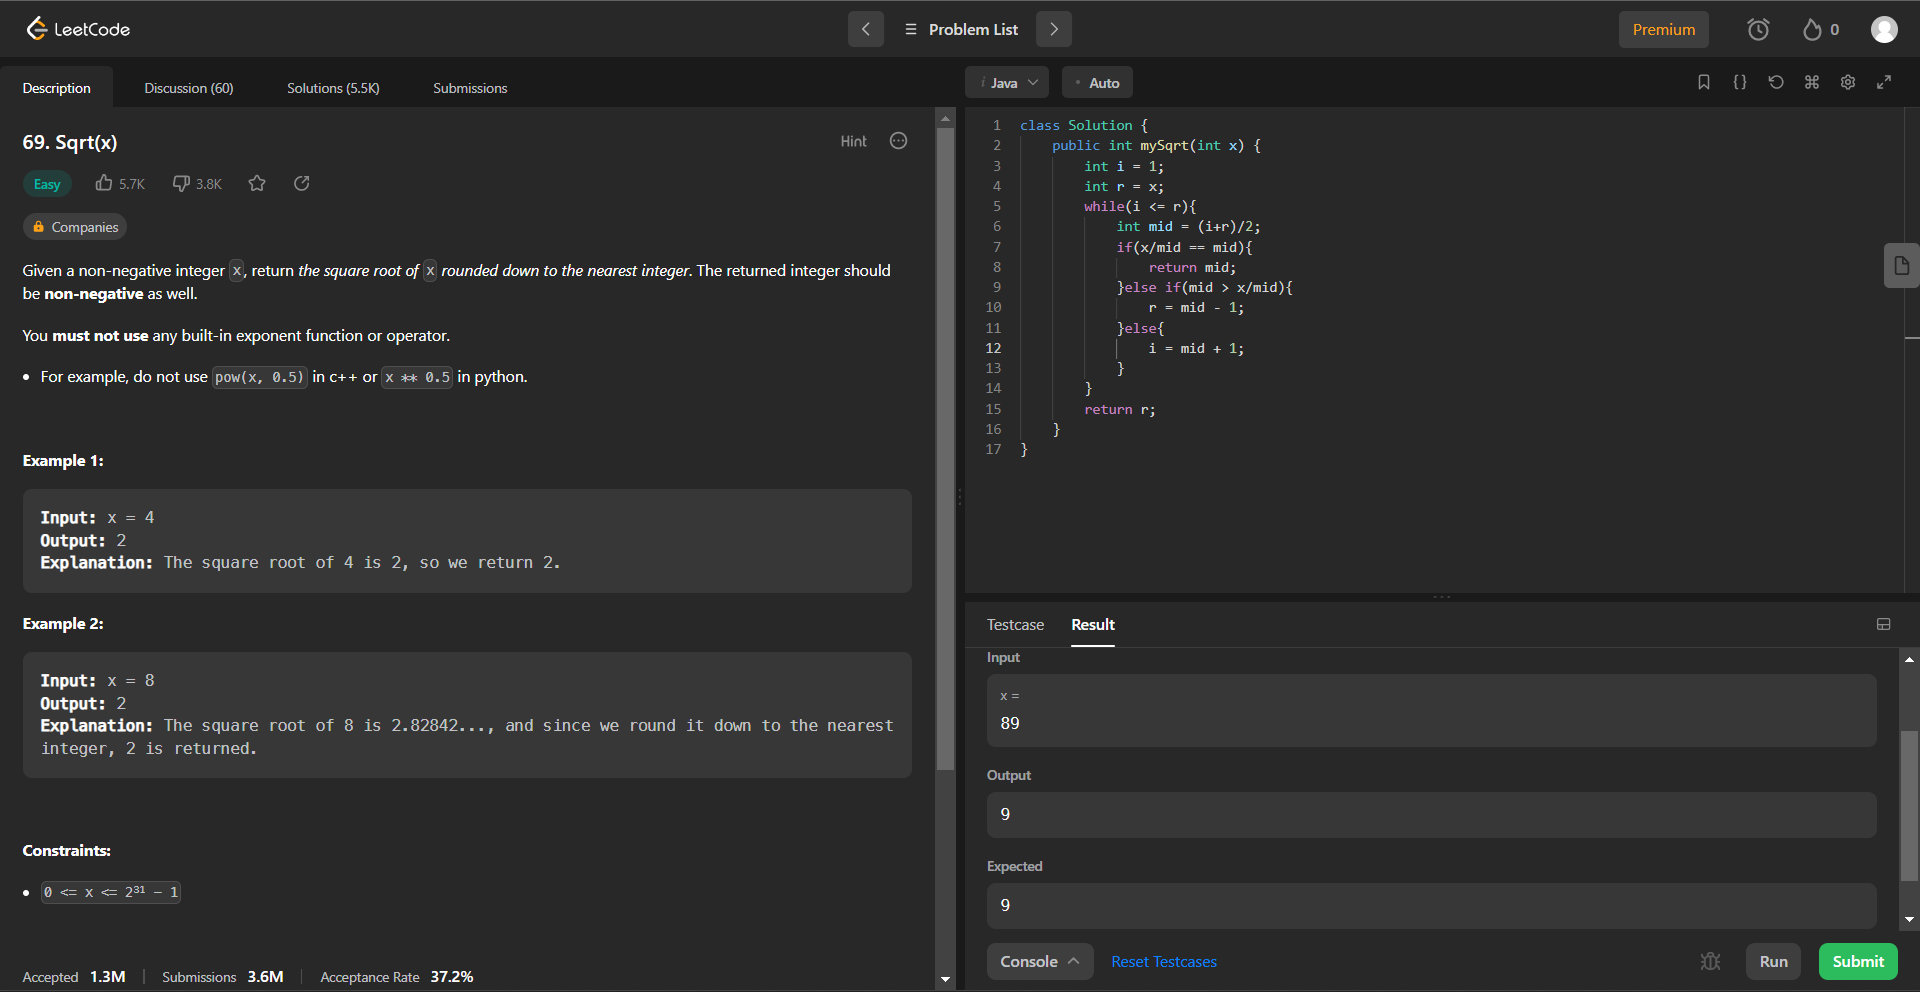 LeetCode
Problem List
Premium
0
Description
Discussion (60)
Solutions (5.5K)
Submissions
69. Sqrt(x)
Hint
Easy
5.7K
3.8K
Companies
Given a non-negative integer x, return the square root of x rounded down to the nearest integer. The returned integer should
be non-negative as well.
You must not use any built-in exponent function or operator.
• For example, do not use pow(x, 0.5) in c++ or x ** 0.5 in python.
Example 1:
Input: x = 4
Output: 2
Explanation: The square root of 4 is 2, so we return 2.
Example 2:
Input: x = 8
Output: 2
Explanation: The square root of 8 is 2.82842..., and since we round it down to the nearest
integer, 2 is returned.
Constraints:
• 0 <= x <= 2³¹ - 1
Accepted 1.3M
Submissions 3.6M
Acceptance Rate 37.2%
i Java
• Auto
{}
1 class Solution {
2     public int mySqrt(int x) {
3         int i = 1;
4         int r = x;
5         while(i <= r){
6             int mid = (i+r)/2;
7             if(x/mid == mid){
8                 return mid;
9             }else if(mid > x/mid){
10                 r = mid - 1;
11             }else{
12                 i = mid + 1;
13             }
14         }
15         return r;
16     }
17 }
Testcase
Result
Input
x =
89
Output
9
Expected
9
Console
Reset Testcases
Run
Submit